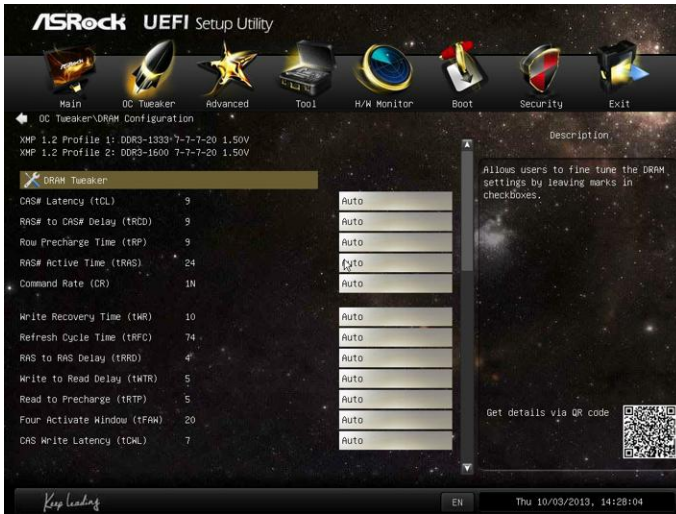 ASRock UEFI Setup Utility
Main OC Tweaker Advanced Tool H/W Monitor Boot Security Exit
OC Tweaker\DRAM Configuration
XMP 1.2 Profile 1: DDR3-1333 7-7-7-20 1.50V
XMP 1.2 Profile 2: DDR3-1600 7-7-7-20 1.50V
DRAM Tweaker
CAS# Latency (tCL) 9 Auto
RAS# to CAS# Delay (tRCD) 9 Auto
Row Precharge Time (tRP) 9 Auto
RAS# Active Time (tRAS) 24 Auto
Command Rate (CR) 1N Auto
Write Recovery Time (tWR) 10 Auto
Refresh Cycle Time (tRFC) 74 Auto
RAS to RAS Delay (tRRD) 4 Auto
Write to Read Delay (tWTR) 5 Auto
Read to Precharge (tRTP) 5 Auto
Four Activate Window (tFAW) 20 Auto
CAS Write Latency (tCWL) 7 Auto
Description
Allows users to fine tune the DRAM
settings by leaving marks in
checkboxes.
Get details via QR code
Keep Leading
EN
Thu 10/03/2013, 14:28:04